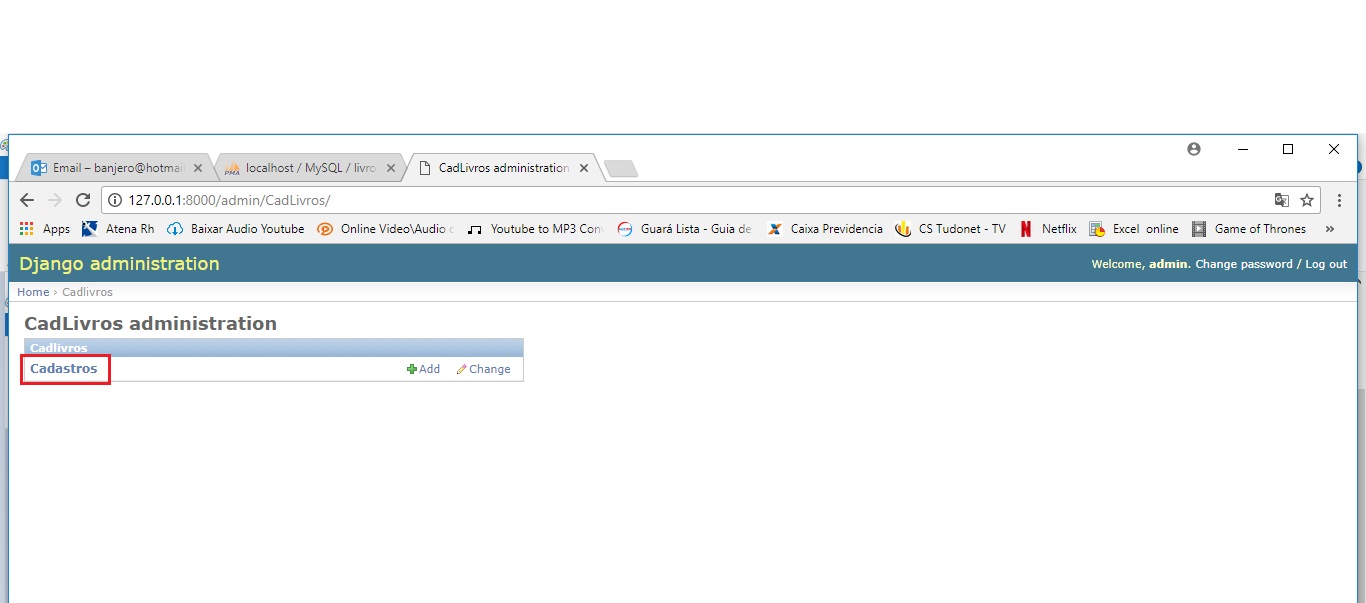 Email – banjero@hotmai
localhost / MySQL / livro
CadLivros administration
127.0.0.1:8000/admin/CadLivros/
Apps
Atena Rh
Baixar Audio Youtube
Online Video\Audio c
Youtube to MP3 Con
Guará Lista - Guia de
Caixa Previdencia
CS Tudonet - TV
Netflix
Excel online
Game of Thrones
»
Django administration
Welcome, admin. Change password / Log out
Home › Cadlivros
CadLivros administration
Cadlivros
Cadastros
Add
Change